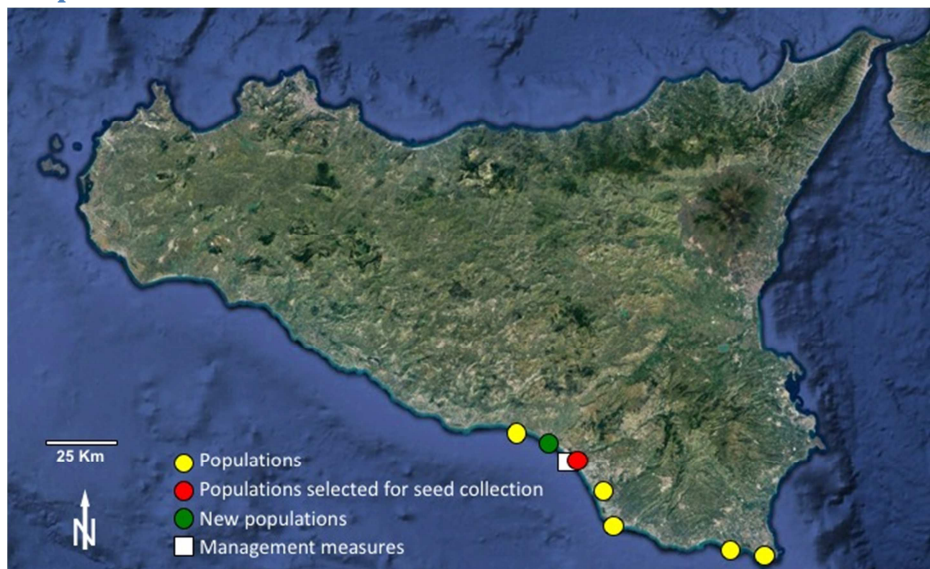 25 Km
Populations
Populations selected for seed collection
New populations
Management measures
N